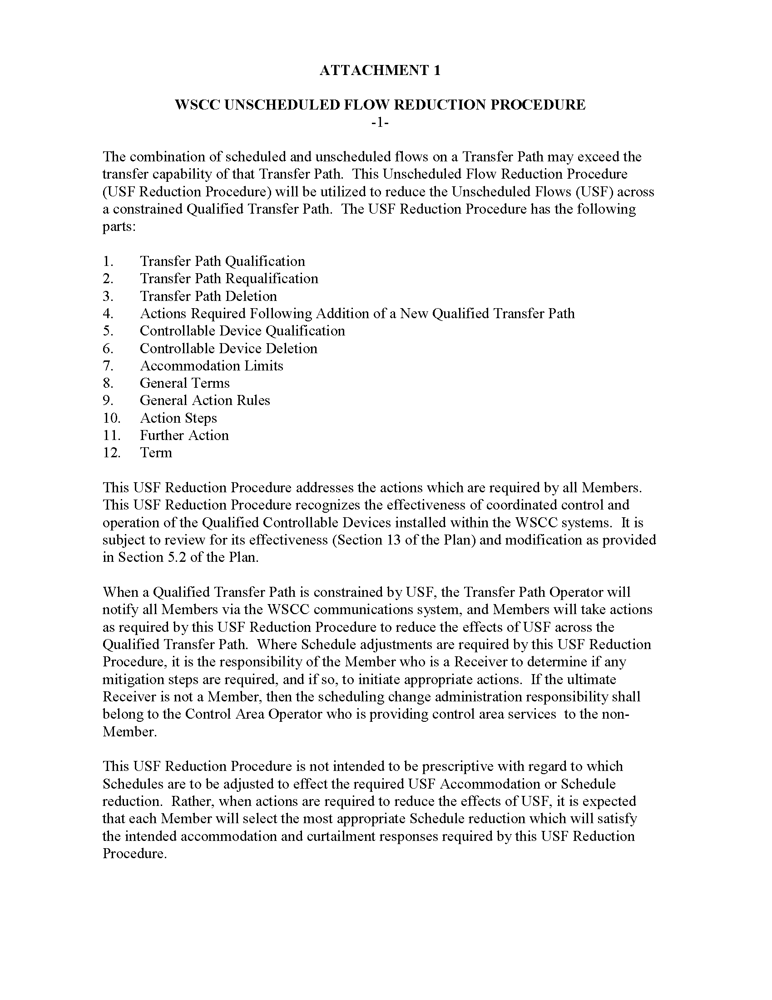 ATTACHMENT 1
WSCC UNSCHEDULED FLOW REDUCTION PROCEDURE
-1-
The combination of scheduled and unscheduled flows on a Transfer Path may exceed the
transfer capability of that Transfer Path.  This Unscheduled Flow Reduction Procedure
(USF Reduction Procedure) will be utilized to reduce the Unscheduled Flows (USF) across
a constrained Qualified Transfer Path.  The USF Reduction Procedure has the following
parts:
1. Transfer Path Qualification
2. Transfer Path Requalification
3. Transfer Path Deletion
4. Actions Required Following Addition of a New Qualified Transfer Path
5. Controllable Device Qualification
6. Controllable Device Deletion
7. Accommodation Limits
8. General Terms
9. General Action Rules
10. Action Steps
11. Further Action
12. Term
This USF Reduction Procedure addresses the actions which are required by all Members.
This USF Reduction Procedure recognizes the effectiveness of coordinated control and
operation of the Qualified Controllable Devices installed within the WSCC systems.  It is
subject to review for its effectiveness (Section 13 of the Plan) and modification as provided
in Section 5.2 of the Plan.
When a Qualified Transfer Path is constrained by USF, the Transfer Path Operator will
notify all Members via the WSCC communications system, and Members will take actions
as required by this USF Reduction Procedure to reduce the effects of USF across the
Qualified Transfer Path.  Where Schedule adjustments are required by this USF Reduction
Procedure, it is the responsibility of the Member who is a Receiver to determine if any
mitigation steps are required, and if so, to initiate appropriate actions.  If the ultimate
Receiver is not a Member, then the scheduling change administration responsibility shall
belong to the Control Area Operator who is providing control area services  to the non-
Member.
This USF Reduction Procedure is not intended to be prescriptive with regard to which
Schedules are to be adjusted to effect the required USF Accommodation or Schedule
reduction.  Rather, when actions are required to reduce the effects of USF, it is expected
that each Member will select the most appropriate Schedule reduction which will satisfy
the intended accommodation and curtailment responses required by this USF Reduction
Procedure.